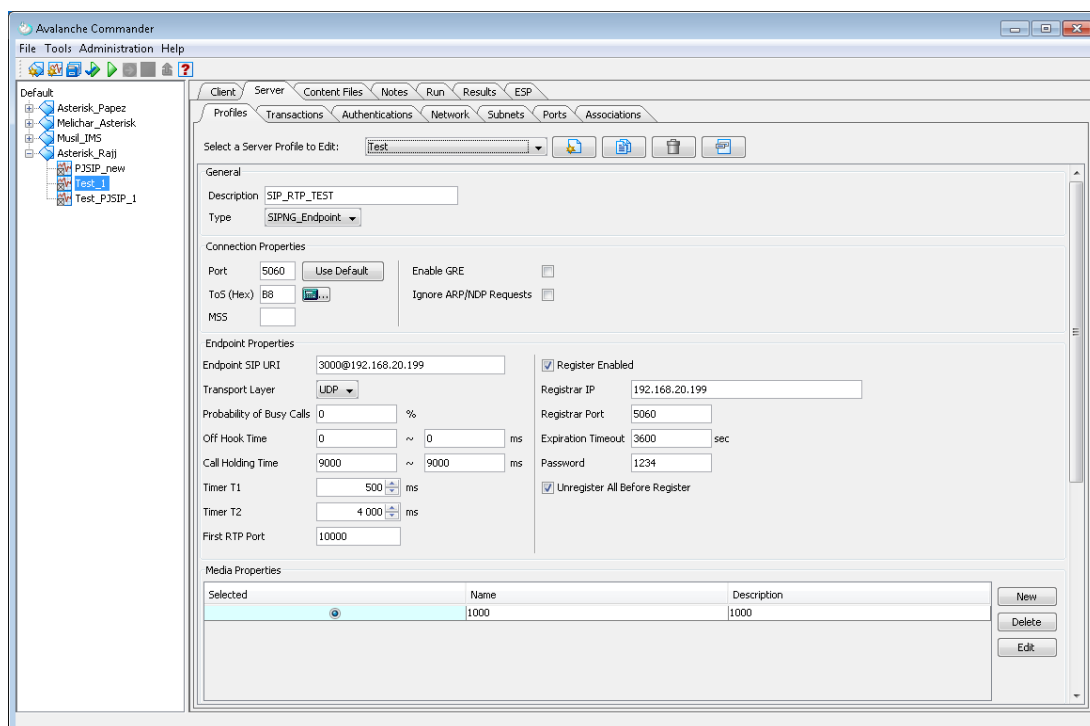 Avalanche Commander
File Tools Administration Help
Default
Asterisk_Papez
Melichar_Asterisk
Musil_IMS
Asterisk_Rajj
PJSIP_new
Test_1
Test_PJSIP_1
Client Server Content Files Notes Run Results ESP
Profiles Transactions Authentications Network Subnets Ports Associations
Select a Server Profile to Edit: Test
General
Description SIP_RTP_TEST
Type SIPNG_Endpoint
Connection Properties
Port 5060 Use Default Enable GRE
ToS (Hex) B8 ... Ignore ARP/NDP Requests
MSS
Endpoint Properties
Endpoint SIP URI 3000@192.168.20.199 Register Enabled
Transport Layer UDP Registrar IP 192.168.20.199
Probability of Busy Calls 0 % Registrar Port 5060
Off Hook Time 0 ~ 0 ms Expiration Timeout 3600 sec
Call Holding Time 9000 ~ 9000 ms Password 1234
Timer T1 500 ms Unregister All Before Register
Timer T2 4 000 ms
First RTP Port 10000
Media Properties
Selected Name Description New
1000 1000
Delete
Edit